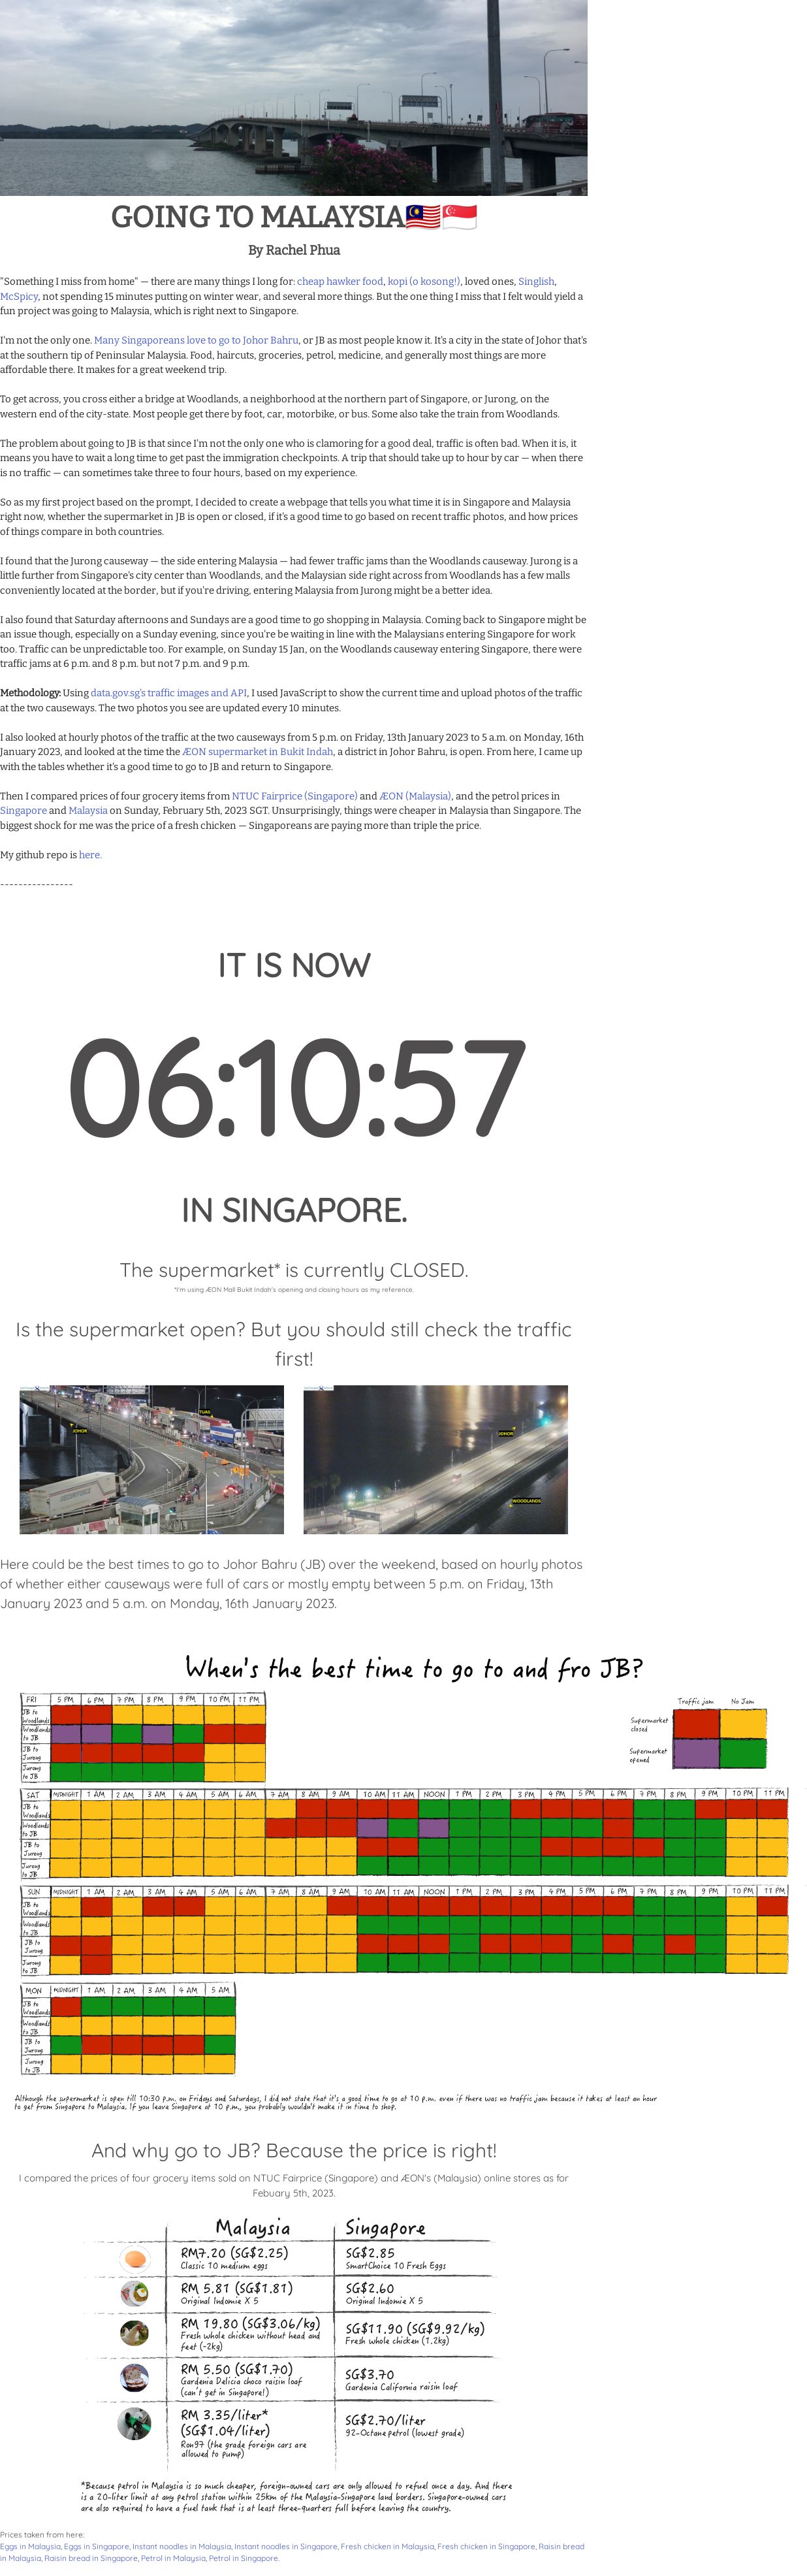 GOING TO MALAYSIA🇲🇾🇸🇬
By Rachel Phua
"Something I miss from home" — there are many things I long for: cheap hawker food, kopi (o kosong!), loved ones, Singlish,
McSpicy, not spending 15 minutes putting on winter wear, and several more things. But the one thing I miss that I felt would yield a
fun project was going to Malaysia, which is right next to Singapore.
I'm not the only one. Many Singaporeans love to go to Johor Bahru, or JB as most people know it. It's a city in the state of Johor that's
at the southern tip of Peninsular Malaysia. Food, haircuts, groceries, petrol, medicine, and generally most things are more
affordable there. It makes for a great weekend trip.
To get across, you cross either a bridge at Woodlands, a neighborhood at the northern part of Singapore, or Jurong, on the
western end of the city-state. Most people get there by foot, car, motorbike, or bus. Some also take the train from Woodlands.
The problem about going to JB is that since I'm not the only one who is clamoring for a good deal, traffic is often bad. When it is, it
means you have to wait a long time to get past the immigration checkpoints. A trip that should take up to hour by car — when there
is no traffic — can sometimes take three to four hours, based on my experience.
So as my first project based on the prompt, I decided to create a webpage that tells you what time it is in Singapore and Malaysia
right now, whether the supermarket in JB is open or closed, if it's a good time to go based on recent traffic photos, and how prices
of things compare in both countries.
I found that the Jurong causeway — the side entering Malaysia — had fewer traffic jams than the Woodlands causeway. Jurong is a
little further from Singapore's city center than Woodlands, and the Malaysian side right across from Woodlands has a few malls
conveniently located at the border, but if you're driving, entering Malaysia from Jurong might be a better idea.
I also found that Saturday afternoons and Sundays are a good time to go shopping in Malaysia. Coming back to Singapore might be
an issue though, especially on a Sunday evening, since you're be waiting in line with the Malaysians entering Singapore for work
too. Traffic can be unpredictable too. For example, on Sunday 15 Jan, on the Woodlands causeway entering Singapore, there were
traffic jams at 6 p.m. and 8 p.m. but not 7 p.m. and 9 p.m.
Methodology: Using data.gov.sg's traffic images and API, I used JavaScript to show the current time and upload photos of the traffic
at the two causeways. The two photos you see are updated every 10 minutes.
I also looked at hourly photos of the traffic at the two causeways from 5 p.m. on Friday, 13th January 2023 to 5 a.m. on Monday, 16th
January 2023, and looked at the time the ÆON supermarket in Bukit Indah, a district in Johor Bahru, is open. From here, I came up
with the tables whether it's a good time to go to JB and return to Singapore.
Then I compared prices of four grocery items from NTUC Fairprice (Singapore) and ÆON (Malaysia), and the petrol prices in
Singapore and Malaysia on Sunday, February 5th, 2023 SGT. Unsurprisingly, things were cheaper in Malaysia than Singapore. The
biggest shock for me was the price of a fresh chicken — Singaporeans are paying more than triple the price.
My github repo is here.
----------------
IT IS NOW
06:10:57
IN SINGAPORE.
The supermarket* is currently CLOSED.
*I'm using ÆON Mall Bukit Indah's opening and closing hours as my reference.
Is the supermarket open? But you should still check the traffic
first!
JOHOR
TUAS
JOHOR
WOODLANDS
Here could be the best times to go to Johor Bahru (JB) over the weekend, based on hourly photos
of whether either causeways were full of cars or mostly empty between 5 p.m. on Friday, 13th
January 2023 and 5 a.m. on Monday, 16th January 2023.
When's the best time to go to and fro JB?
Traffic jam No Jam
Supermarket closed
Supermarket opened
FRI 5 PM 6 PM 7 PM 8 PM 9 PM 10 PM 11 PM
JB to Woodlands
Woodlands to JB
JB to Jurong
Jurong to JB
SAT MIDNIGHT 1 AM 2 AM 3 AM 4 AM 5 AM 6 AM 7 AM 8 AM 9 AM 10 AM 11 AM NOON 1 PM 2 PM 3 PM 4 PM 5 PM 6 PM 7 PM 8 PM 9 PM 10 PM 11 PM
JB to Woodlands
Woodlands to JB
JB to Jurong
Jurong to JB
SUN MIDNIGHT 1 AM 2 AM 3 AM 4 AM 5 AM 6 AM 7 AM 8 AM 9 AM 10 AM 11 AM NOON 1 PM 2 PM 3 PM 4 PM 5 PM 6 PM 7 PM 8 PM 9 PM 10 PM 11 PM
JB to Woodlands
Woodlands to JB
JB to Jurong
Jurong to JB
MON MIDNIGHT 1 AM 2 AM 3 AM 4 AM 5 AM
JB to Woodlands
Woodlands to JB
JB to Jurong
Jurong to JB
Although the supermarket is open till 10:30 p.m. on Fridays and Saturdays, I did not state that it's a good time to go at 10 p.m. even if there was no traffic jam because it takes at least an hour
to get from Singapore to Malaysia. If you leave Singapore at 10 p.m., you probably wouldn't make it in time to shop.
And why go to JB? Because the price is right!
I compared the prices of four grocery items sold on NTUC Fairprice (Singapore) and ÆON's (Malaysia) online stores as for
Febuary 5th, 2023.
Malaysia Singapore
RM7.20 (SG$2.25) SG$2.85
Classic 10 medium eggs SmartChoice 10 Fresh Eggs
RM 5.81 (SG$1.81) SG$2.60
Original Indomie X 5 Original Indomie X 5
RM 19.80 (SG$3.06/kg) SG$11.90 (SG$9.92/kg)
Fresh whole chicken without head and Fresh whole chicken (1.2kg)
feet (~2kg)
RM 5.50 (SG$1.70) SG$3.70
Gardenia Delicia choco raisin loaf Gardenia California raisin loaf
(can't get in Singapore!)
RM 3.35/liter* SG$2.70/liter
(SG$1.04/liter) 92-Octane petrol (lowest grade)
Ron97 (the grade foreign cars are
allowed to pump)
*Because petrol in Malaysia is so much cheaper, foreign-owned cars are only allowed to refuel once a day. And there
is a 20-liter limit at any petrol station within 25km of the Malaysia-Singapore land borders. Singapore-owned cars
are also required to have a fuel tank that is at least three-quarters full before leaving the country.
Prices taken from here:
Eggs in Malaysia, Eggs in Singapore, Instant noodles in Malaysia, Instant noodles in Singapore, Fresh chicken in Malaysia, Fresh chicken in Singapore, Raisin bread
in Malaysia, Raisin bread in Singapore, Petrol in Malaysia, Petrol in Singapore.